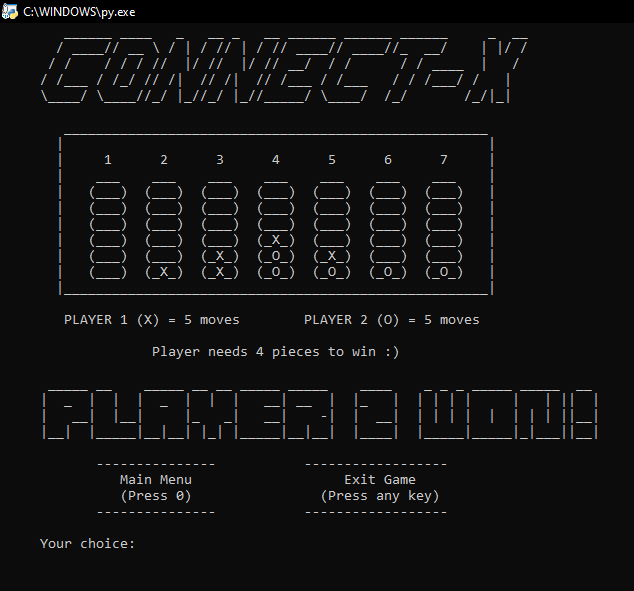 C:\WINDOWS\py.exe
CONNECT-X
1 2 3 4 5 6 7
(___) (___) (___) (___) (___) (___) (___)
(___) (___) (___) (___) (___) (___) (___)
(___) (___) (___) (___) (___) (___) (___)
(___) (___) (___) (_X_) (___) (___) (___)
(___) (___) (_X_) (_O_) (_X_) (___) (___)
(___) (_X_) (_X_) (_O_) (_O_) (_O_) (_O_)
PLAYER 1 (X) = 5 moves PLAYER 2 (O) = 5 moves
Player needs 4 pieces to win :)
PLAYER 2 WON!
Main Menu Exit Game
(Press 0) (Press any key)
Your choice: